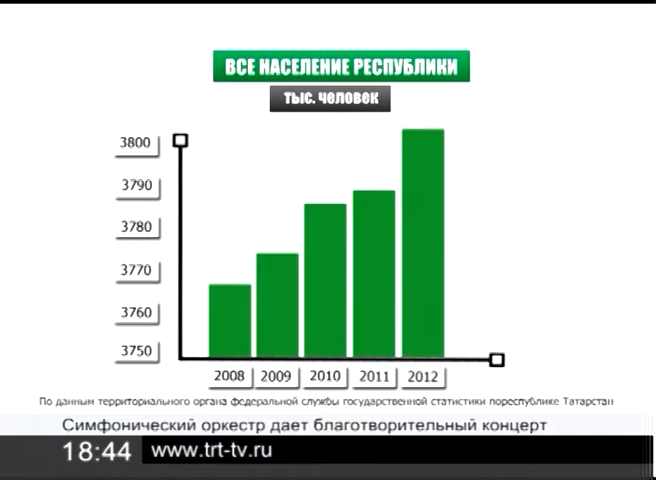 ВСЕ НАСЕЛЕНИЕ РЕСПУБЛИКИ
тыс. человек
3800
3790
3780
3770
3760
3750
2008 2009 2010 2011 2012
По данным территориального органа федеральной службы государственной статистики пореспублике Татарстан
Симфонический оркестр дает благотворительный концерт
18:44 www.trt-tv.ru